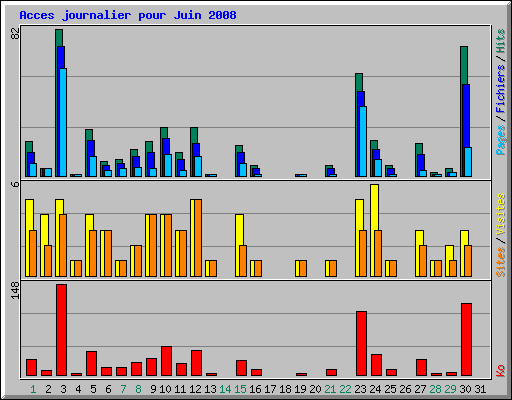 Acces journalier pour Juin 2008
82
Pages / Fichiers / Hits
6
Sites / Visites
148
Ko
1 2 3 4 5 6 7 8 9 10 11 12 13 14 15 16 17 18 19 20 21 22 23 24 25 26 27 28 29 30 31